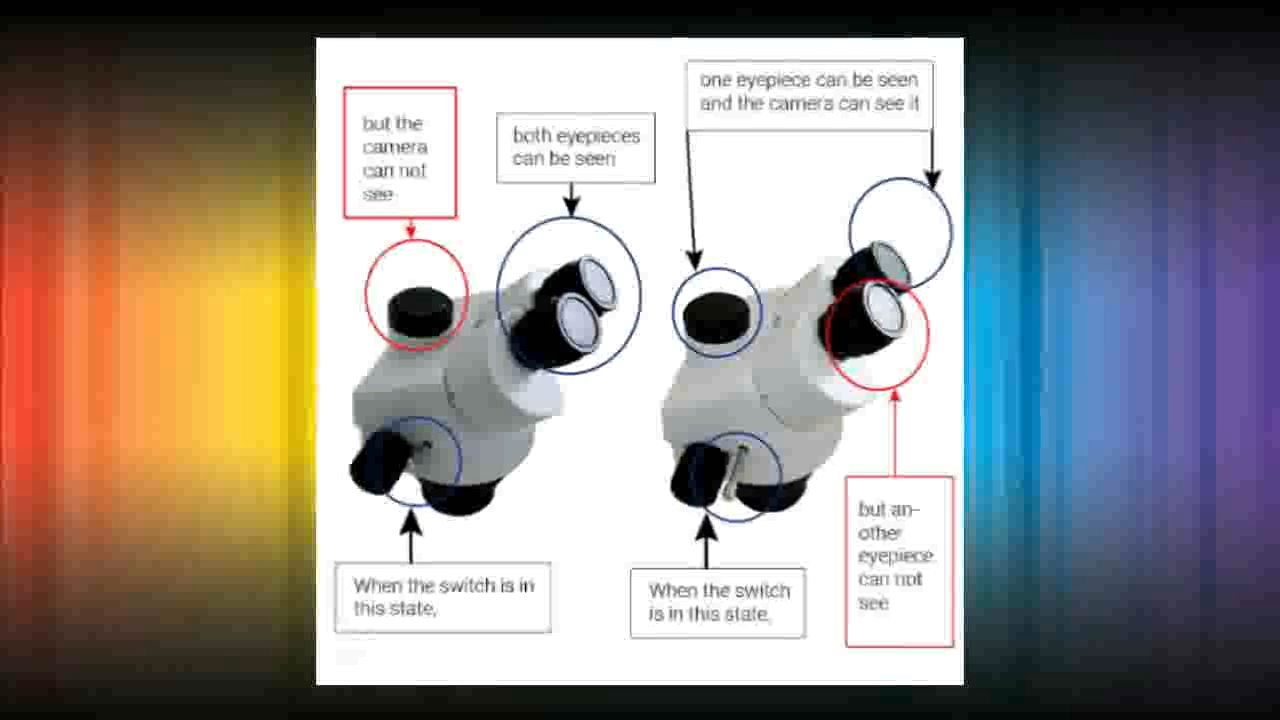 but the
camera
can not
see
both eyepieces
can be seen
When the switch is in
this state,
one eyepiece can be seen
and the camera can see it
When the switch
is in this state,
but an-
other
eyepiece
can not
see